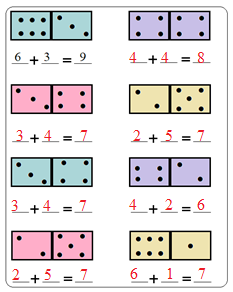 6 + 3 = 9 4 + 4 = 8
3 + 4 = 7 2 + 5 = 7
3 + 4 = 7 4 + 2 = 6
2 + 5 = 7 6 + 1 = 7